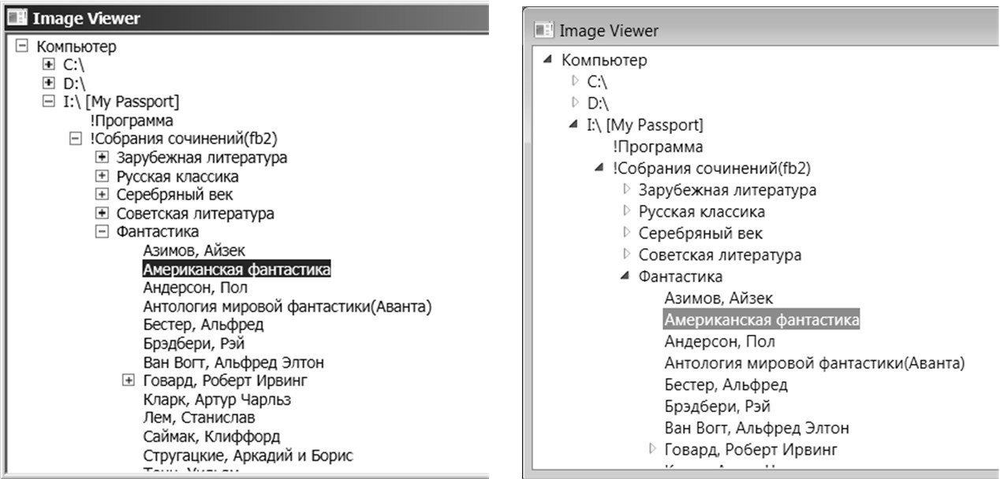 Image Viewer
Компьютер
C:\
D:\
I:\ [My Passport]
!Программа
!Собрания сочинений(fb2)
Зарубежная литература
Русская классика
Серебряный век
Советская литература
Фантастика
Азимов, Айзек
Американская фантастика
Андерсон, Пол
Антология мировой фантастики(Аванта)
Бестер, Альфред
Брэдбери, Рэй
Ван Вогт, Альфред Элтон
Говард, Роберт Ирвинг
Кларк, Артур Чарльз
Лем, Станислав
Саймак, Клиффорд
Стругацкие, Аркадий и Борис
Image Viewer
Компьютер
C:\
D:\
I:\ [My Passport]
!Программа
!Собрания сочинений(fb2)
Зарубежная литература
Русская классика
Серебряный век
Советская литература
Фантастика
Азимов, Айзек
Американская фантастика
Андерсон, Пол
Антология мировой фантастики(Аванта)
Бестер, Альфред
Брэдбери, Рэй
Ван Вогт, Альфред Элтон
Говард, Роберт Ирвинг